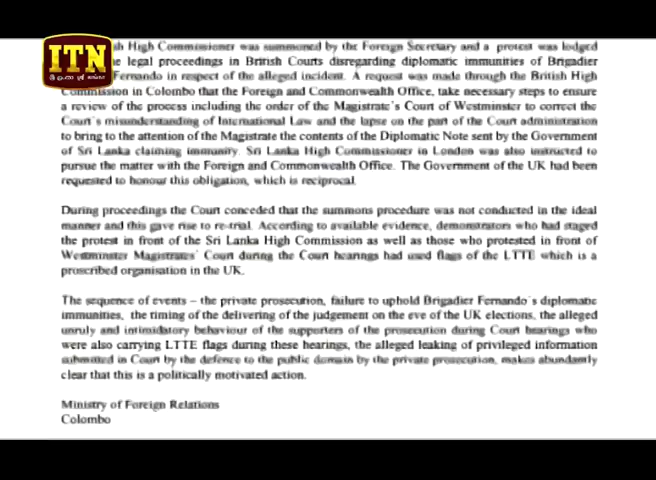 ITN
sh High Commissioner was summoned by the Foreign Secretary and a protest was lodged
e legal proceedings in British Courts disregarding diplomatic immunities of Brigadier
Fernando in respect of the alleged incident. A request was made through the British High
Commission in Colombo that the Foreign and Commonwealth Office, take necessary steps to ensure
a review of the process including the order of the Magistrate's Court of Westminster to correct the
Court's misunderstanding of International Law and the lapse on the part of the Court administration
to bring to the attention of the Magistrate the contents of the Diplomatic Note sent by the Government
of Sri Lanka claiming immunity. Sri Lanka High Commissioner in London was also instructed to
pursue the matter with the Foreign and Commonwealth Office. The Government of the UK had been
requested to honour this obligation, which is reciprocal.
During proceedings the Court conceded that the summons procedure was not conducted in the ideal
manner and this gave rise to re-trial. According to available evidence, demonstrators who had staged
the protest in front of the Sri Lanka High Commission as well as those who protested in front of
Westminster Magistrates' Court during the Court hearings had used flags of the LTTE which is a
proscribed organisation in the UK.
The sequence of events – the private prosecution, failure to uphold Brigadier Fernando's diplomatic
immunities, the timing of the delivering of the judgement on the eve of the UK elections, the alleged
unruly and intimidatory behaviour of the supporters of the prosecution during Court hearings who
were also carrying LTTE flags during these hearings, the alleged leaking of privileged information
submitted in Court by the defence to the public domain by the private prosecution, makes abundantly
clear that this is a politically motivated action.
Ministry of Foreign Relations
Colombo